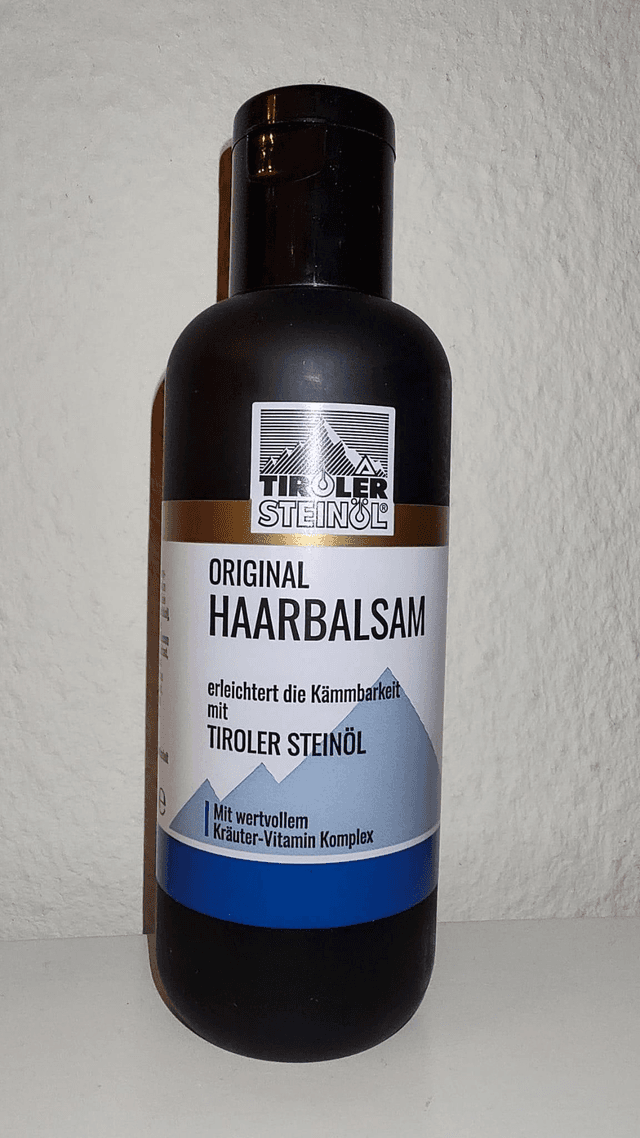 TIROLER
STEINÖL®
ORIGINAL
HAARBALSAM
erleichtert die Kämmbarkeit
mit
TIROLER STEINÖL
Mit wertvollem
Kräuter-Vitamin Komplex